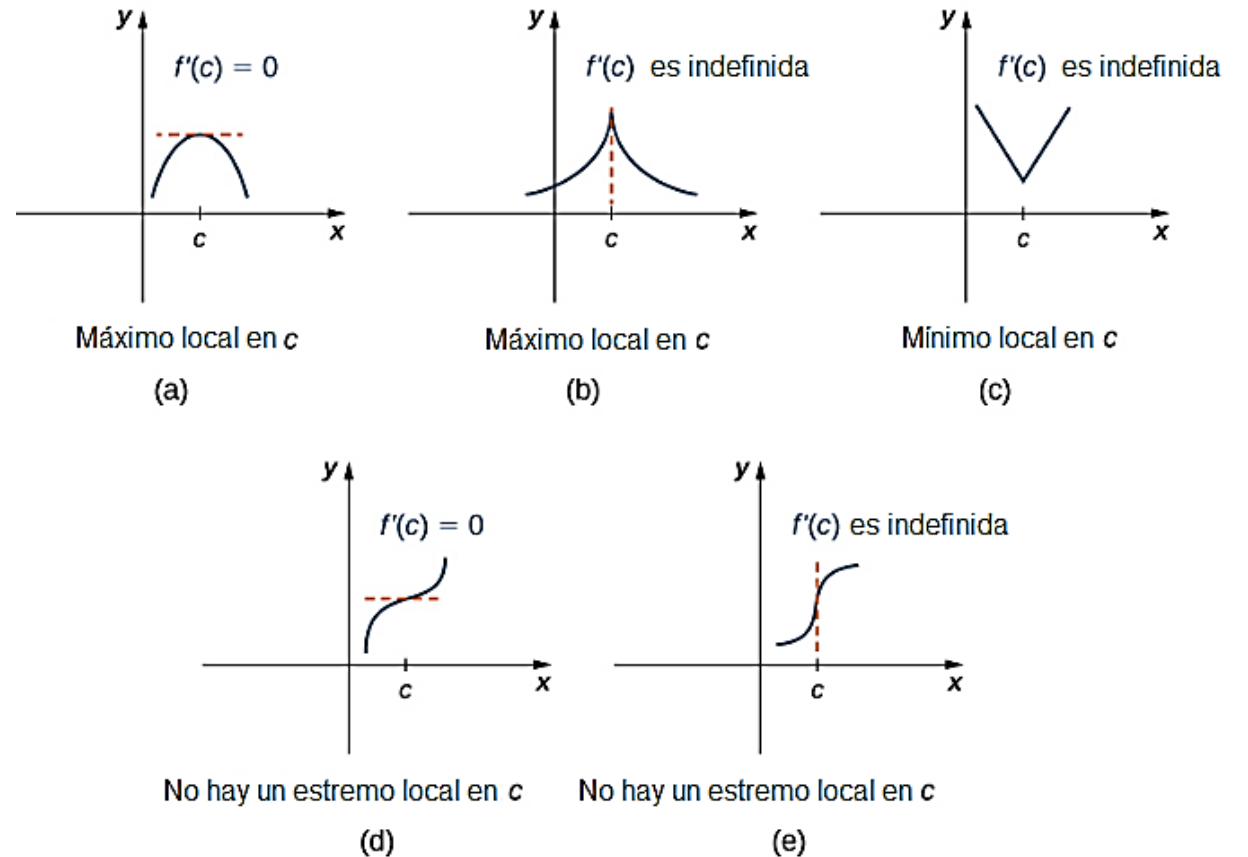 y
y
y
f'(c) = 0
f'(c) es indefinida
f'(c) es indefinida
c
x
c
x
c
x
Máximo local en c
Máximo local en c
Mínimo local en c
(a)
(b)
(c)
y
y
f'(c) = 0
f'(c) es indefinida
c
x
c
x
No hay un estremo local en c
No hay un estremo local en c
(d)
(e)